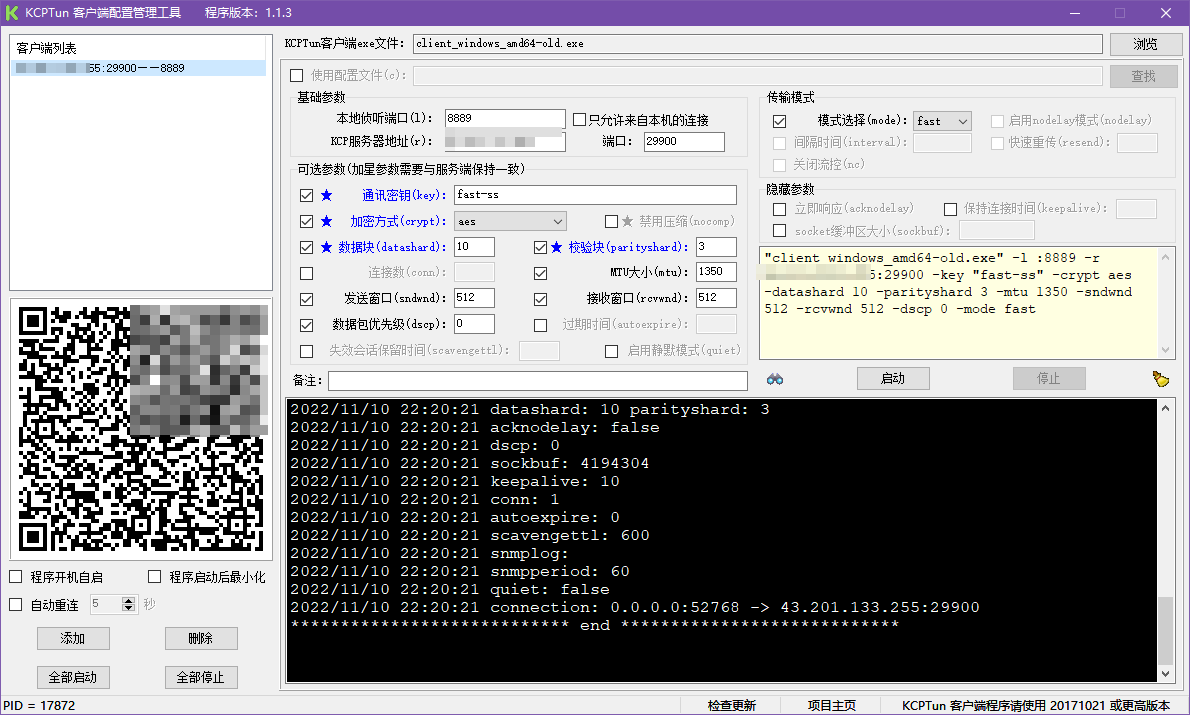 KCPTun 客户端配置管理工具 程序版本：1.1.3
客户端列表
55:29900——8889
KCPTun客户端exe文件： client_windows_amd64-old.exe 浏览
使用配置文件(c)： 查找
基础参数
本地侦听端口(l)： 8889 只允许来自本机的连接
KCP服务器地址(r)： 端口： 29900
可选参数(加星参数需要与服务端保持一致)
★ 通讯密钥(key)： fast-ss
★ 加密方式(crypt)： aes ★ 禁用压缩(nocomp)
★ 数据块(datashard)： 10 ★ 校验块(parityshard)： 3
连接数(conn)： MTU大小(mtu)： 1350
发送窗口(sndwnd)： 512 接收窗口(rcvwnd)： 512
数据包优先级(dscp)： 0 过期时间(autoexpire)：
失效会话保留时间(scavengettl)： 启用静默模式(quiet)
备注：
传输模式
模式选择(mode)： fast 启用nodelay模式(nodelay)
间隔时间(interval)： 快速重传(resend)：
关闭流控(nc)
隐藏参数
立即响应(acknodelay) 保持连接时间(keepalive)：
socket缓冲区大小(sockbuf)：
"client_windows_amd64-old.exe" -l :8889 -r
5:29900 -key "fast-ss" -crypt aes
-datashard 10 -parityshard 3 -mtu 1350 -sndwnd
512 -rcvwnd 512 -dscp 0 -mode fast
启动 停止
2022/11/10 22:20:21 datashard: 10 parityshard: 3
2022/11/10 22:20:21 acknodelay: false
2022/11/10 22:20:21 dscp: 0
2022/11/10 22:20:21 sockbuf: 4194304
2022/11/10 22:20:21 keepalive: 10
2022/11/10 22:20:21 conn: 1
2022/11/10 22:20:21 autoexpire: 0
2022/11/10 22:20:21 scavengettl: 600
2022/11/10 22:20:21 snmplog:
2022/11/10 22:20:21 snmpperiod: 60
2022/11/10 22:20:21 quiet: false
2022/11/10 22:20:21 connection: 0.0.0.0:52768 -> 43.201.133.255:29900
**************************** end ****************************
程序开机自启 程序启动后最小化
自动重连 5 秒
添加 删除
全部启动 全部停止
PID = 17872 检查更新 项目主页 KCPTun 客户端程序请使用 20171021 或更高版本